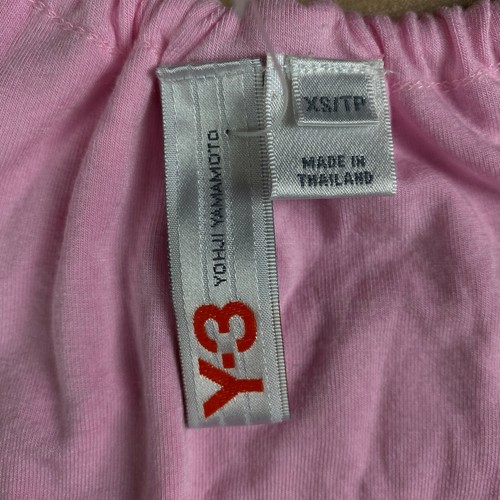 Y-3
YOHJI YAMAMOTO
XS/TP
MADE IN
THAILAND